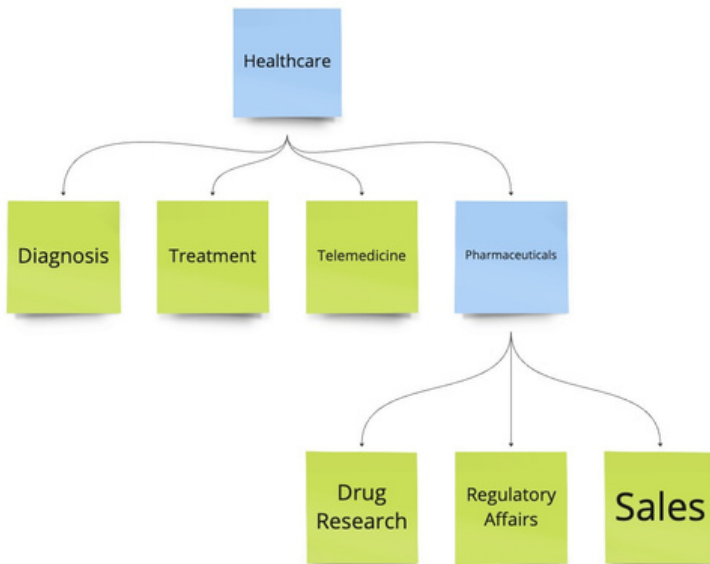 Healthcare
Diagnosis
Treatment
Telemedicine
Pharmaceuticals
Drug
Research
Regulatory
Affairs
Sales